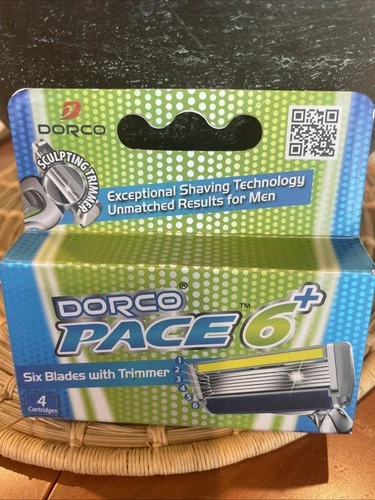 DORCO
SCULPTING TRIMMER
Exceptional Shaving Technology
Unmatched Results for Men
DORCO®
PACE™ 6+
Six Blades with Trimmer
1
2
3
4
5
6
4
Cartridges